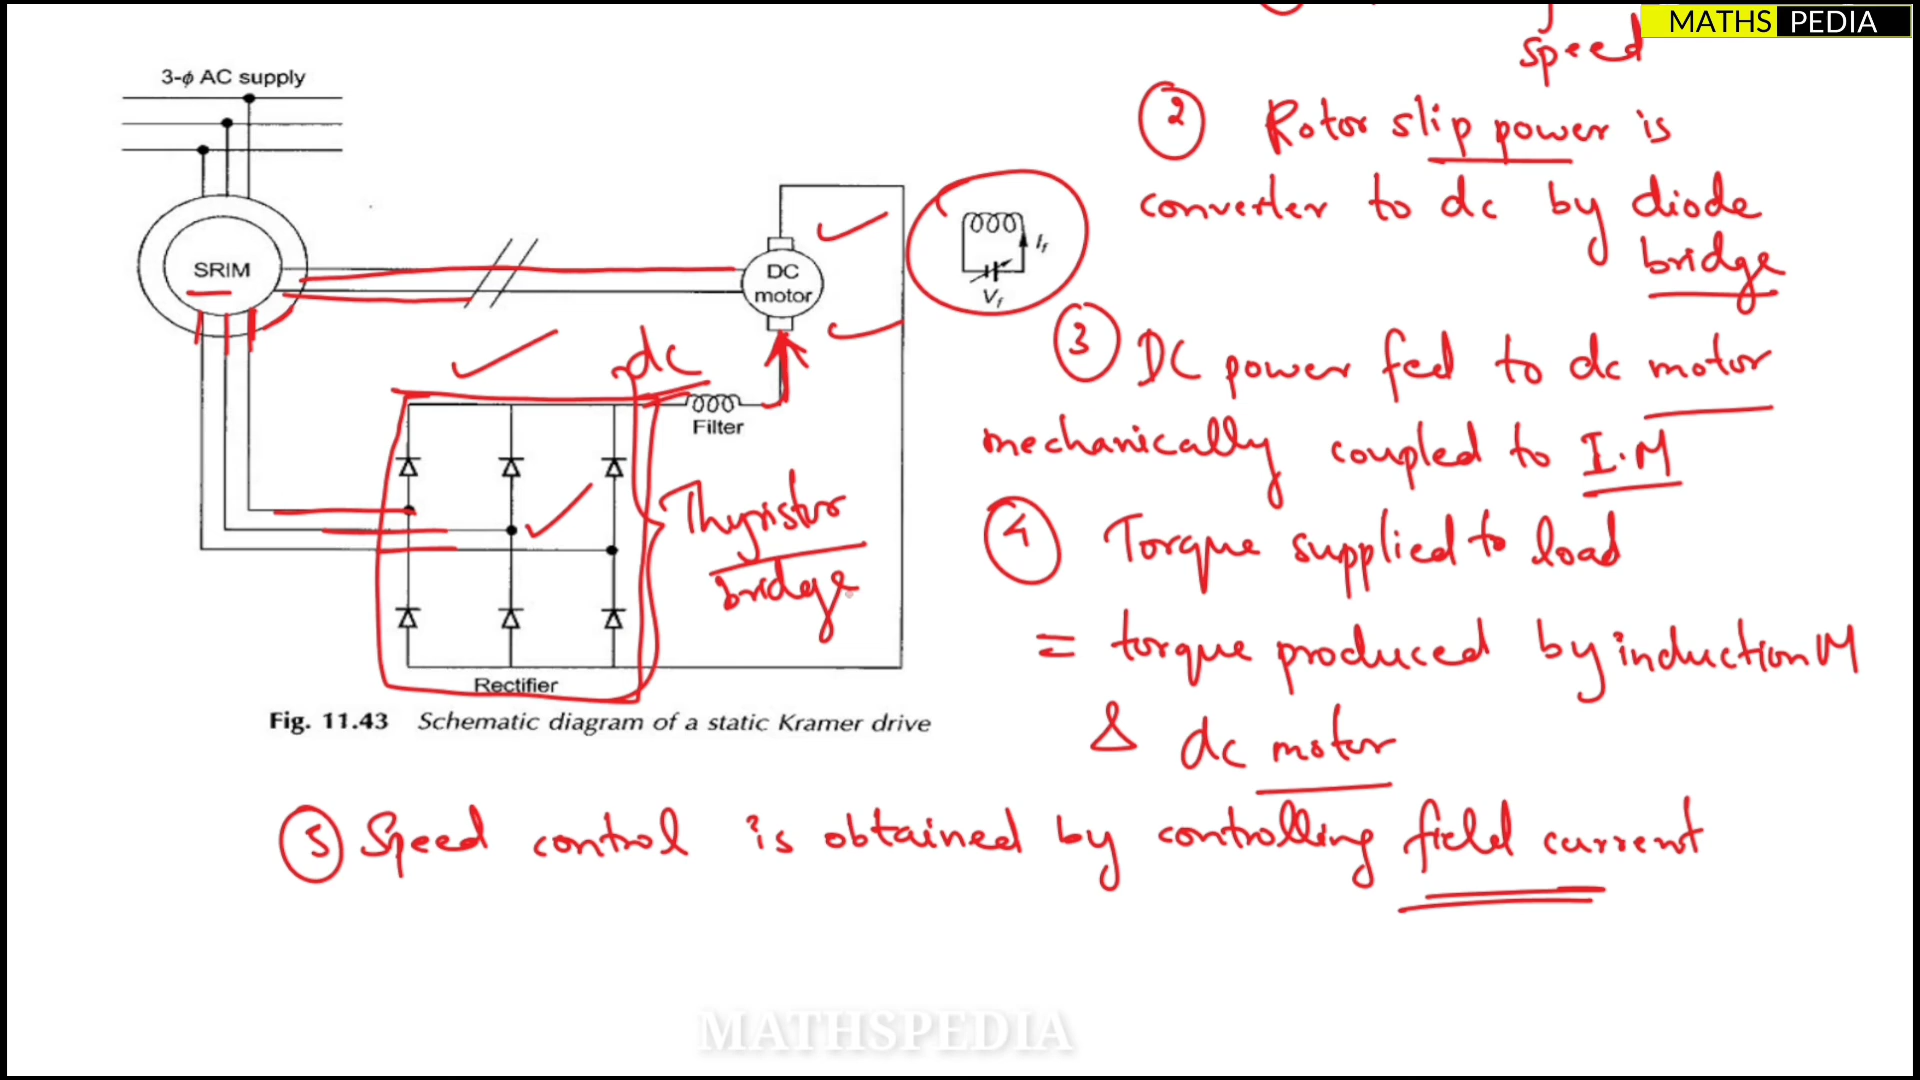 MATHS PEDIA
speed
3-ϕ AC supply
② Rotor slip power is
converter to dc by diode
bridge
SRIM
DC
motor
If
Vf
③ DC power fed to dc motor
mechanically coupled to I.M
dc
Filter
Thyristor
bridge
④ Torque supplied to load
= torque produced by induction M
& dc motor
Rectifier
Fig. 11.43 Schematic diagram of a static Kramer drive
⑤ Speed control is obtained by controlling field current
MATHSPEDIA